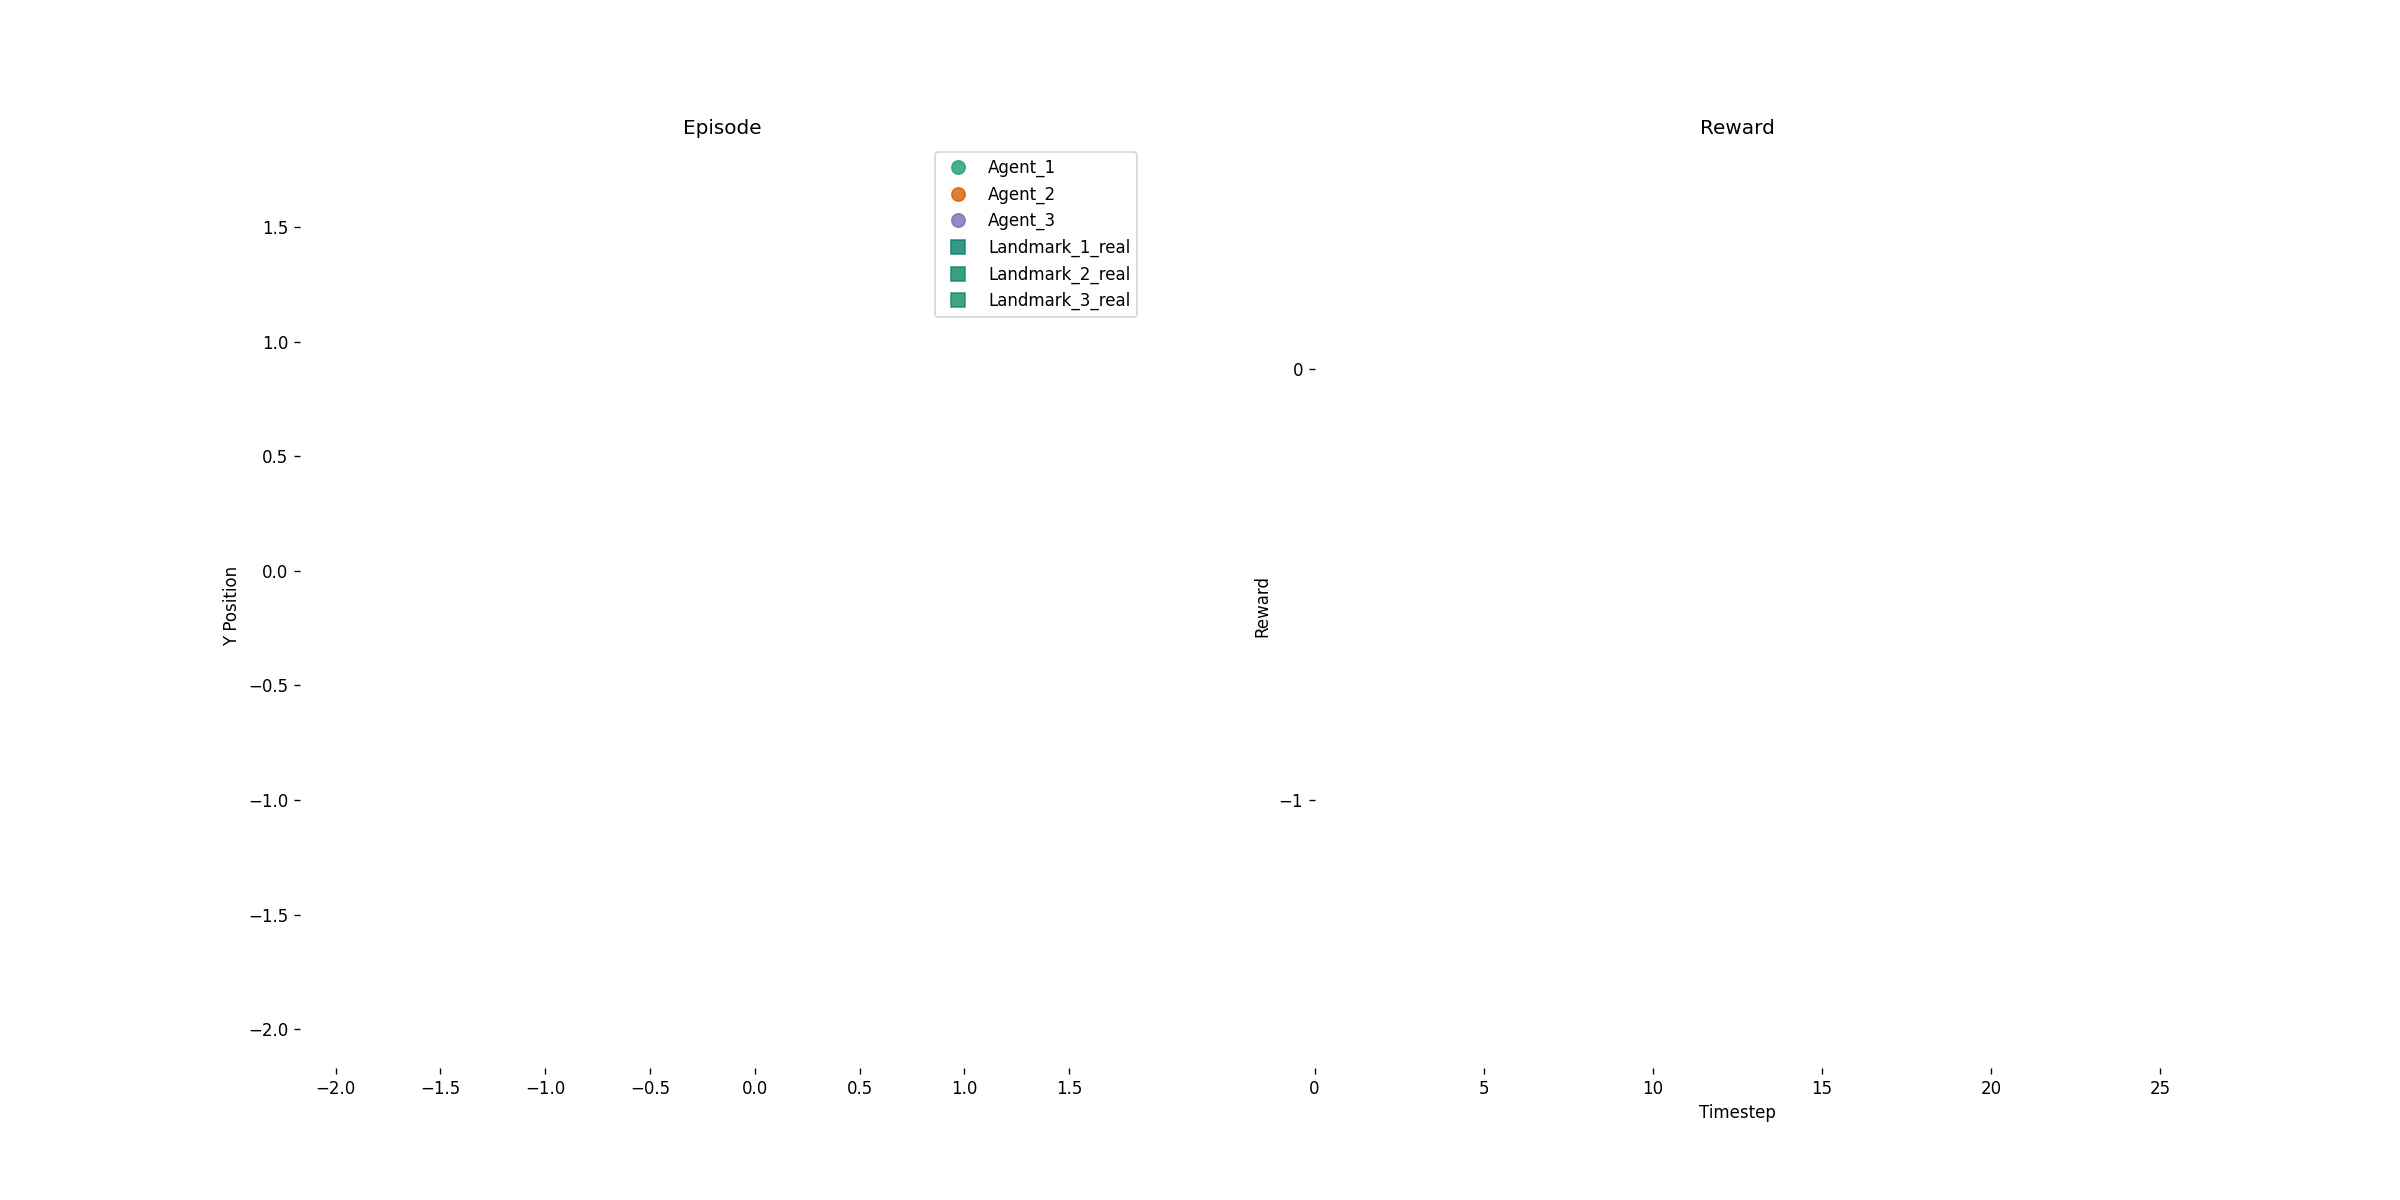 Episode
Agent_1
Agent_2
Agent_3
Landmark_1_real
Landmark_2_real
Landmark_3_real
1.5
1.0
0.5
0.0
−0.5
−1.0
−1.5
−2.0
Y Position
−2.0 −1.5 −1.0 −0.5 0.0 0.5 1.0 1.5
Reward
0
−1
Reward
0 5 10 15 20 25
Timestep